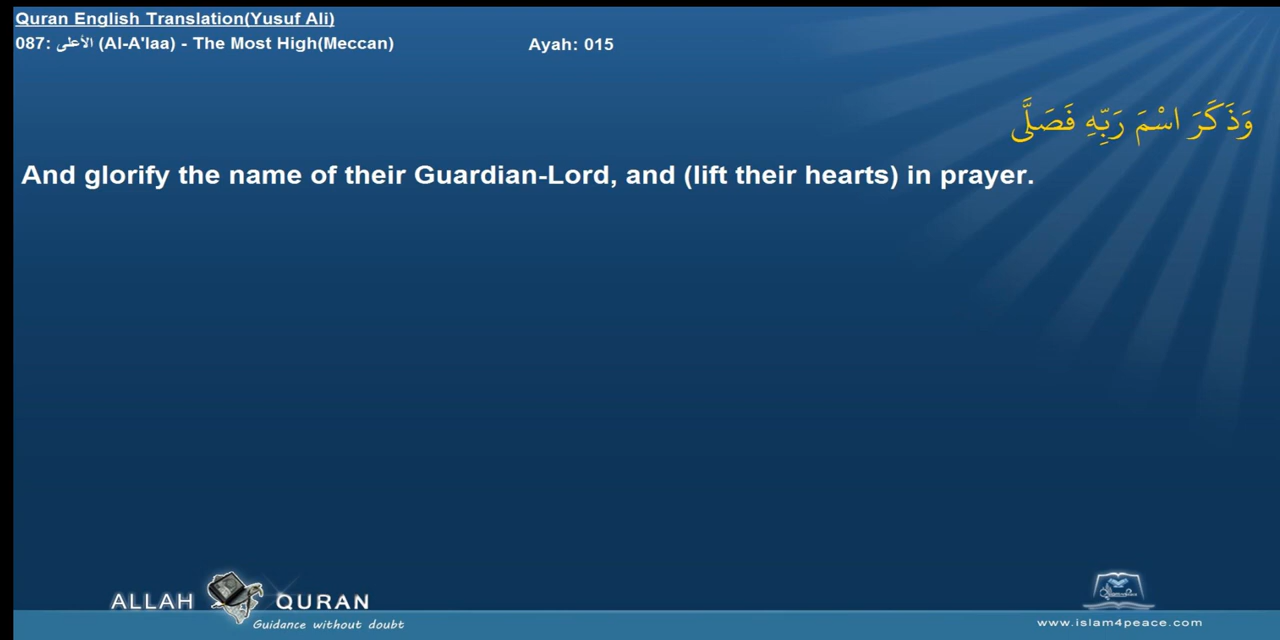 Quran English Translation(Yusuf Ali)
087: الأعلى (Al-A'laa) - The Most High(Meccan)
Ayah: 015
وَذَكَرَ اسْمَ رَبِّهِ فَصَلَّى
And glorify the name of their Guardian-Lord, and (lift their hearts) in prayer.
ALLAH QURAN
Guidance without doubt
www.islam4peace.com